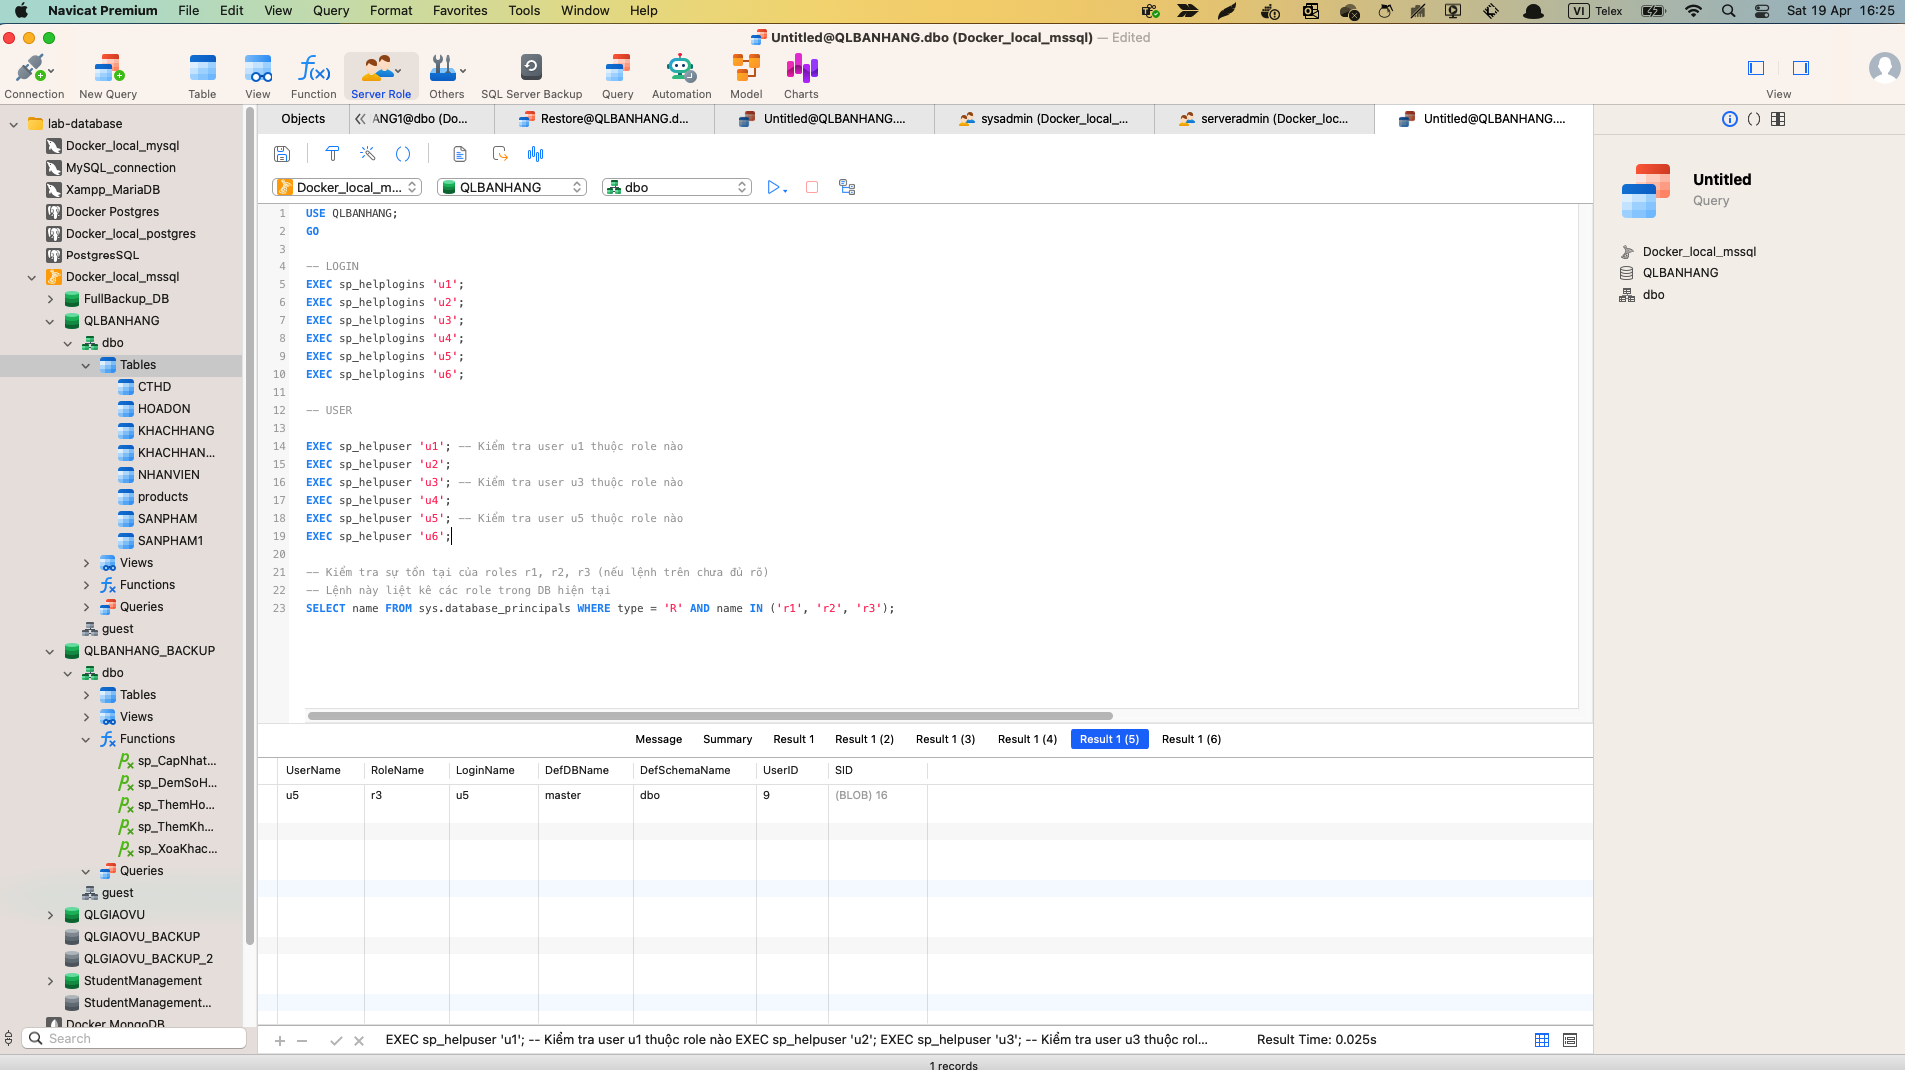 Navicat Premium File Edit View Query Format Favorites Tools Window Help VI Telex Sat 19 Apr 16:25
Untitled@QLBANHANG.dbo (Docker_local_mssql) — Edited
Connection New Query Table View Function Server Role Others SQL Server Backup Query Automation Model Charts View
Objects ANG1@dbo (Do... Restore@QLBANHANG.d... Untitled@QLBANHANG.... sysadmin (Docker_local_... serveradmin (Docker_loc... Untitled@QLBANHANG....
Docker_local_m... QLBANHANG dbo
lab-database
Docker_local_mysql
MySQL_connection
Xampp_MariaDB
Docker Postgres
Docker_local_postgres
PostgresSQL
Docker_local_mssql
FullBackup_DB
QLBANHANG
dbo
Tables
CTHD
HOADON
KHACHHANG
KHACHHAN...
NHANVIEN
products
SANPHAM
SANPHAM1
Views
Functions
Queries
guest
QLBANHANG_BACKUP
dbo
Tables
Views
Functions
sp_CapNhat...
sp_DemSoH...
sp_ThemHo...
sp_ThemKh...
sp_XoaKhac...
Queries
guest
QLGIAOVU
QLGIAOVU_BACKUP
QLGIAOVU_BACKUP_2
StudentManagement
StudentManagement...
Docker MongoDB
Search
1 USE QLBANHANG;
2 GO
3
4 -- LOGIN
5 EXEC sp_helplogins 'u1';
6 EXEC sp_helplogins 'u2';
7 EXEC sp_helplogins 'u3';
8 EXEC sp_helplogins 'u4';
9 EXEC sp_helplogins 'u5';
10 EXEC sp_helplogins 'u6';
11
12 -- USER
13
14 EXEC sp_helpuser 'u1'; -- Kiểm tra user u1 thuộc role nào
15 EXEC sp_helpuser 'u2';
16 EXEC sp_helpuser 'u3'; -- Kiểm tra user u3 thuộc role nào
17 EXEC sp_helpuser 'u4';
18 EXEC sp_helpuser 'u5'; -- Kiểm tra user u5 thuộc role nào
19 EXEC sp_helpuser 'u6';
20
21 -- Kiểm tra sự tồn tại của roles r1, r2, r3 (nếu lệnh trên chưa đủ rõ)
22 -- Lệnh này liệt kê các role trong DB hiện tại
23 SELECT name FROM sys.database_principals WHERE type = 'R' AND name IN ('r1', 'r2', 'r3');
Message Summary Result 1 Result 1 (2) Result 1 (3) Result 1 (4) Result 1 (5) Result 1 (6)
UserName RoleName LoginName DefDBName DefSchemaName UserID SID
u5 r3 u5 master dbo 9 (BLOB) 16
EXEC sp_helpuser 'u1'; -- Kiểm tra user u1 thuộc role nào EXEC sp_helpuser 'u2'; EXEC sp_helpuser 'u3'; -- Kiểm tra user u3 thuộc rol... Result Time: 0.025s
1 records
Untitled
Query
Docker_local_mssql
QLBANHANG
dbo